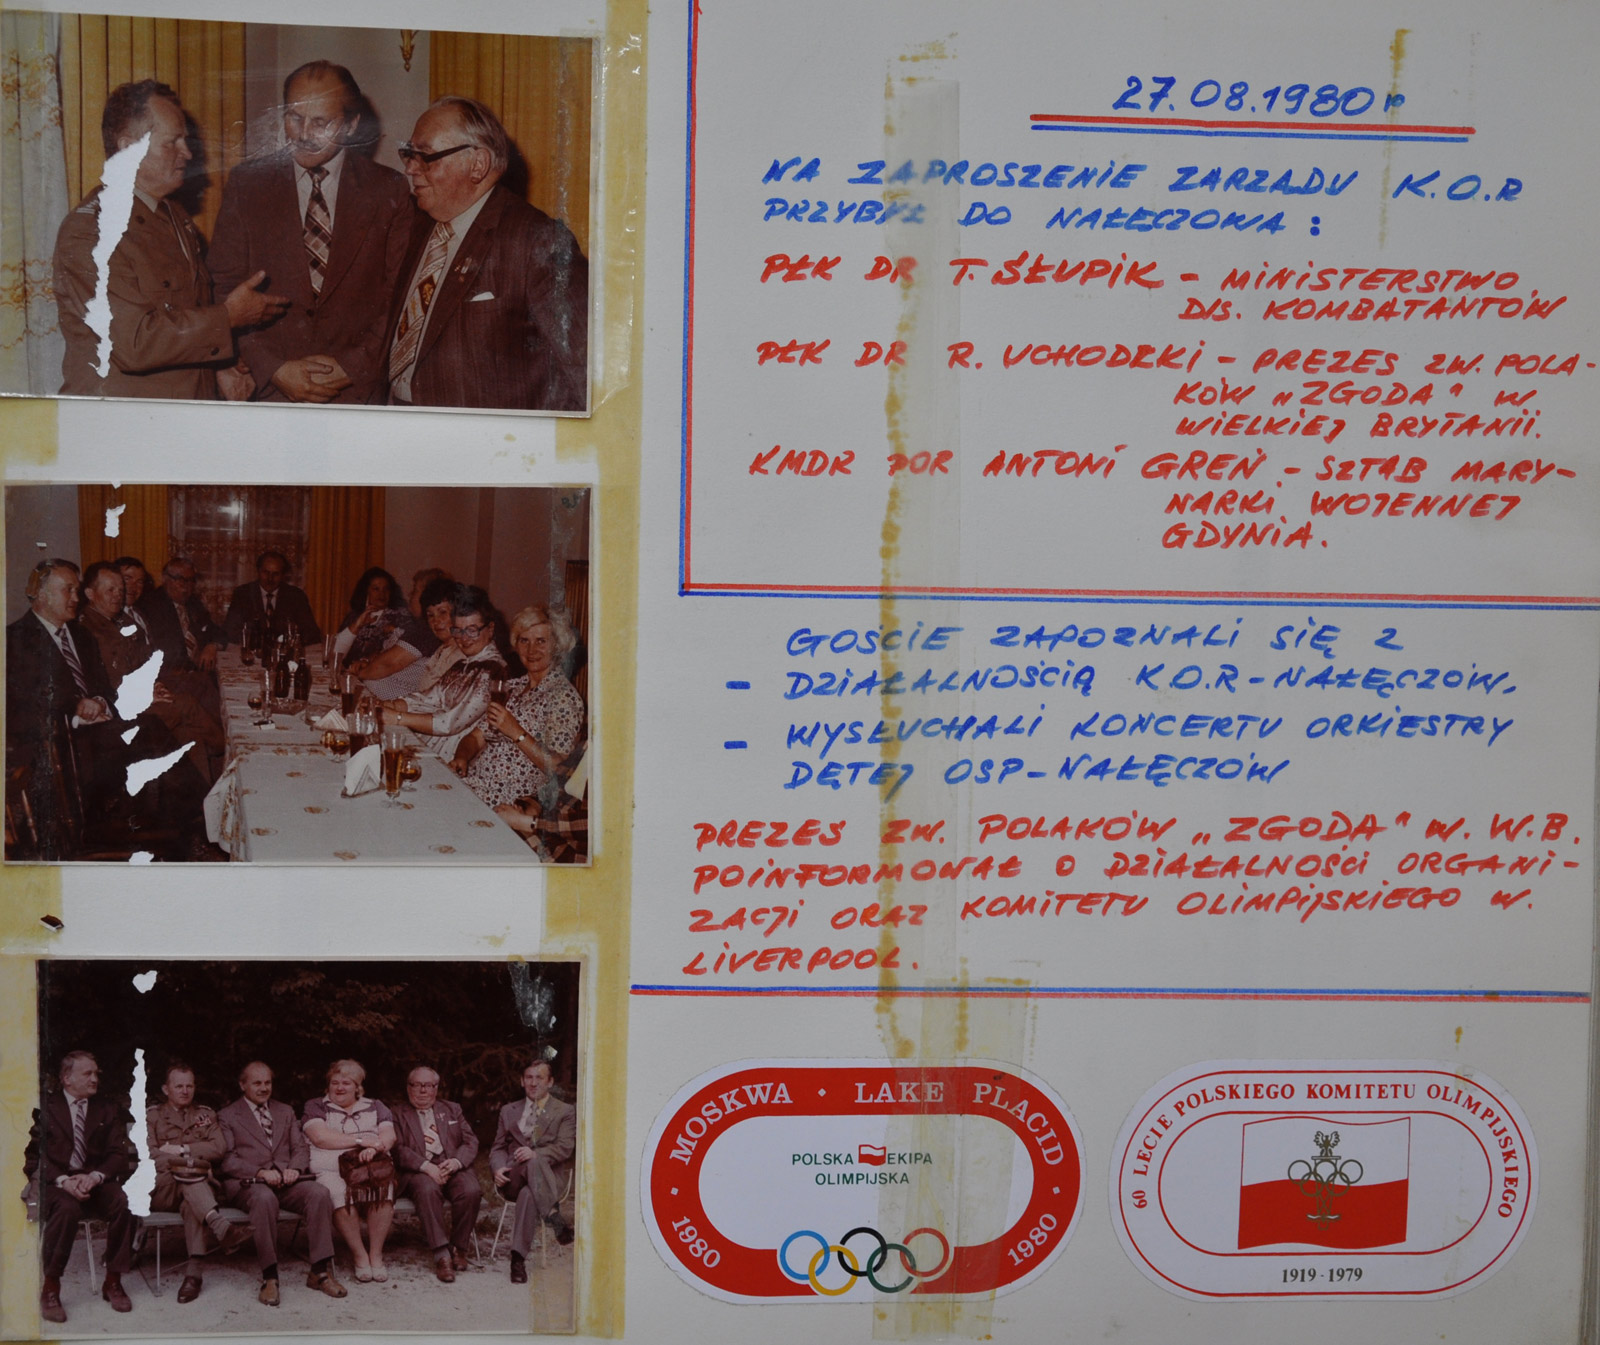 27.08.1980 r
NA ZAPROSZENIE ZARZĄDU K.O.R
PRZYBYŁ DO NAŁĘCZOWA :
PŁK DR T. SŁUPIK – MINISTERSTWO
D/S. KOMBATANTÓW
PŁK DR R. UCHODZKI – PREZES ZW. POLA-
KÓW „ZGODA" W
WIELKIEJ BRYTANII.
KMDR POR ANTONI GREŃ – SZTAB MARY-
NARKI WOJENNEJ
GDYNIA.
GOŚCIE ZAPOZNALI SIĘ Z
– DZIAŁALNOŚCIĄ K.O.R-NAŁĘCZÓW,
– WYSŁUCHALI KONCERTU ORKIESTRY
DĘTEJ OSP-NAŁĘCZÓW
PREZES ZW. POLAKÓW „ZGODA" W. W.B.
POINFORMOWAŁ O DZIAŁALNOŚCI ORGANI-
ZACJI ORAZ KOMITETU OLIMPIJSKIEGO W.
LIVERPOOL.
MOSKWA · LAKE PLACID
POLSKA EKIPA
OLIMPIJSKA
· 1980 1980 ·
60 LECIE POLSKIEGO KOMITETU OLIMPIJSKIEGO
1919-1979